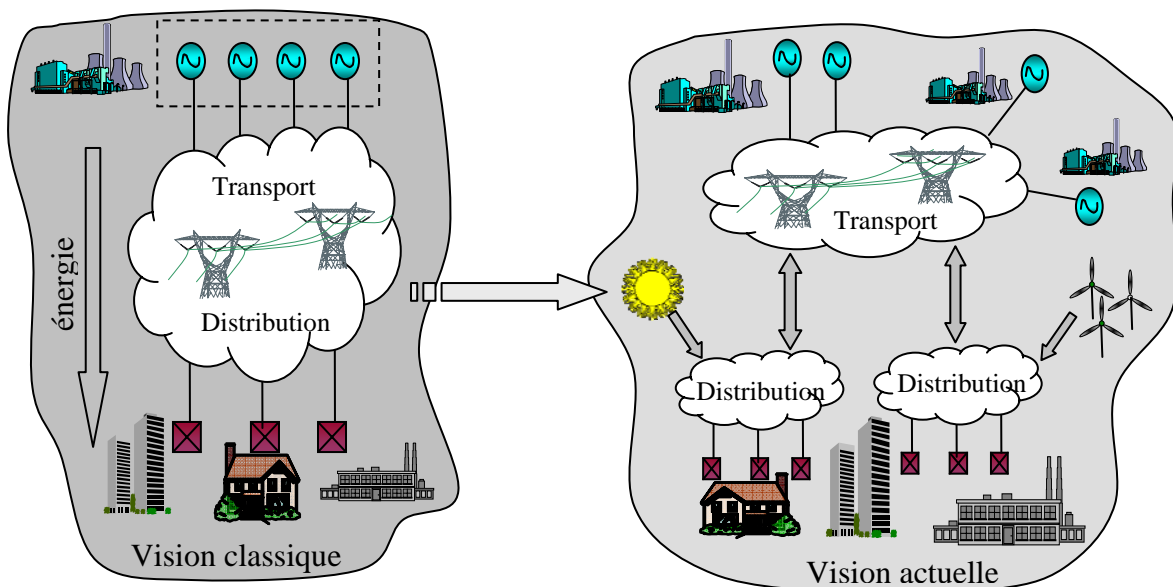 énergie
Transport
Distribution
Vision classique
Transport
Distribution
Distribution
Vision actuelle